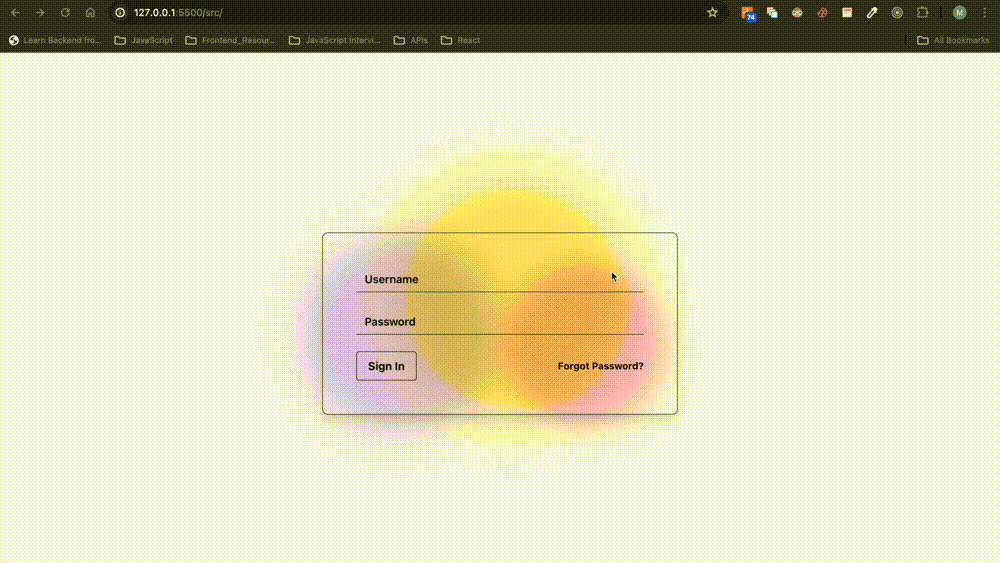 127.0.0.1:5500/src/
74
M
Learn Backend fro... JavaScript Frontend_Resour... JavaScript Intervi... APIs React All Bookmarks
Username
Password
Sign In Forgot Password?